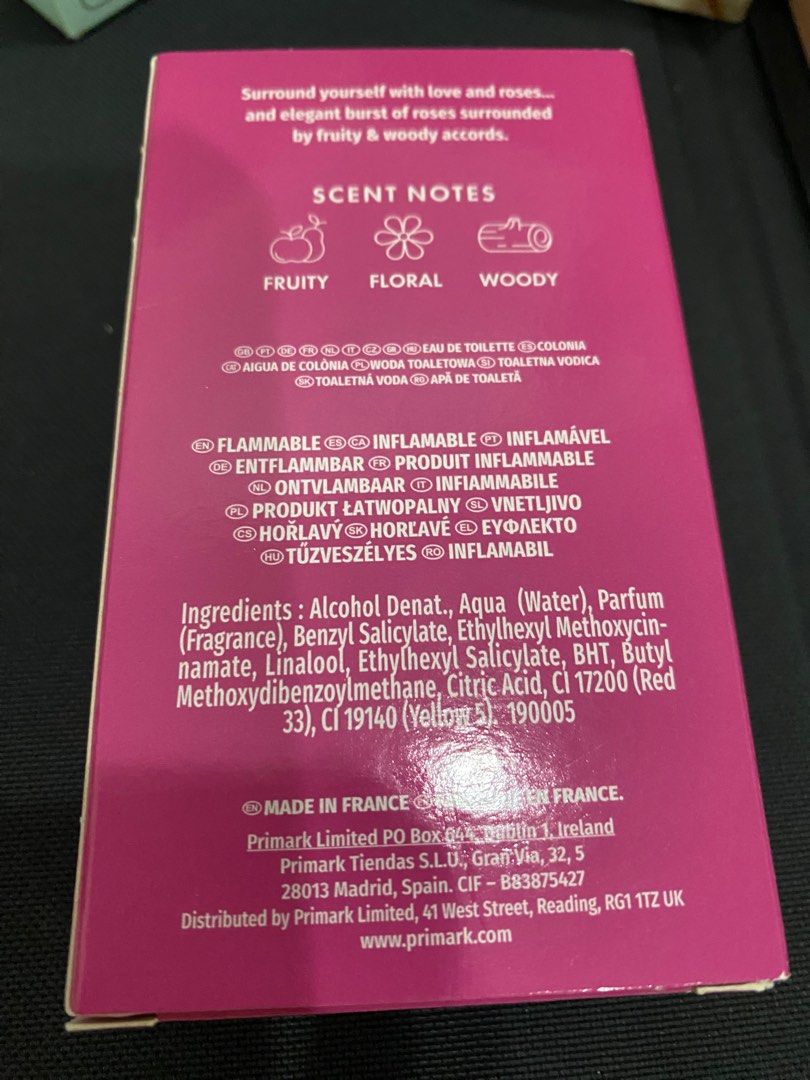 Surround yourself with love and roses...
and elegant burst of roses surrounded
by fruity & woody accords.
SCENT NOTES
FRUITY FLORAL WOODY
GB PT DE FR NL IT CZ GR HU EAU DE TOILETTE ES COLONIA
CAT AIGUA DE COLÒNIA PL WODA TOALETOWA SI TOALETNA VODICA
SK TOALETNÁ VODA RO APĂ DE TOALETĂ
EN FLAMMABLE ES CA INFLAMABLE PT INFLAMÁVEL
DE ENTFLAMMBAR FR PRODUIT INFLAMMABLE
NL ONTVLAMBAAR IT INFIAMMABILE
PL PRODUKT ŁATWOPALNY SL VNETLJIVO
CS HOŘLAVÝ SK HORĽAVÉ EL ΕΥΦΛΕΚΤΟ
HU TŰZVESZÉLYES RO INFLAMABIL
Ingredients : Alcohol Denat., Aqua (Water), Parfum
(Fragrance), Benzyl Salicylate, Ethylhexyl Methoxycin-
namate, Linalool, Ethylhexyl Salicylate, BHT, Butyl
Methoxydibenzoylmethane, Citric Acid, CI 17200 (Red
33), CI 19140 (Yellow 5). 190005
EN MADE IN FRANCE EN FRANCE.
Primark Limited PO Box 644, Dublin 1, Ireland
Primark Tiendas S.L.U., Gran Via, 32, 5
28013 Madrid, Spain. CIF – B83875427
Distributed by Primark Limited, 41 West Street, Reading, RG1 1TZ UK
www.primark.com